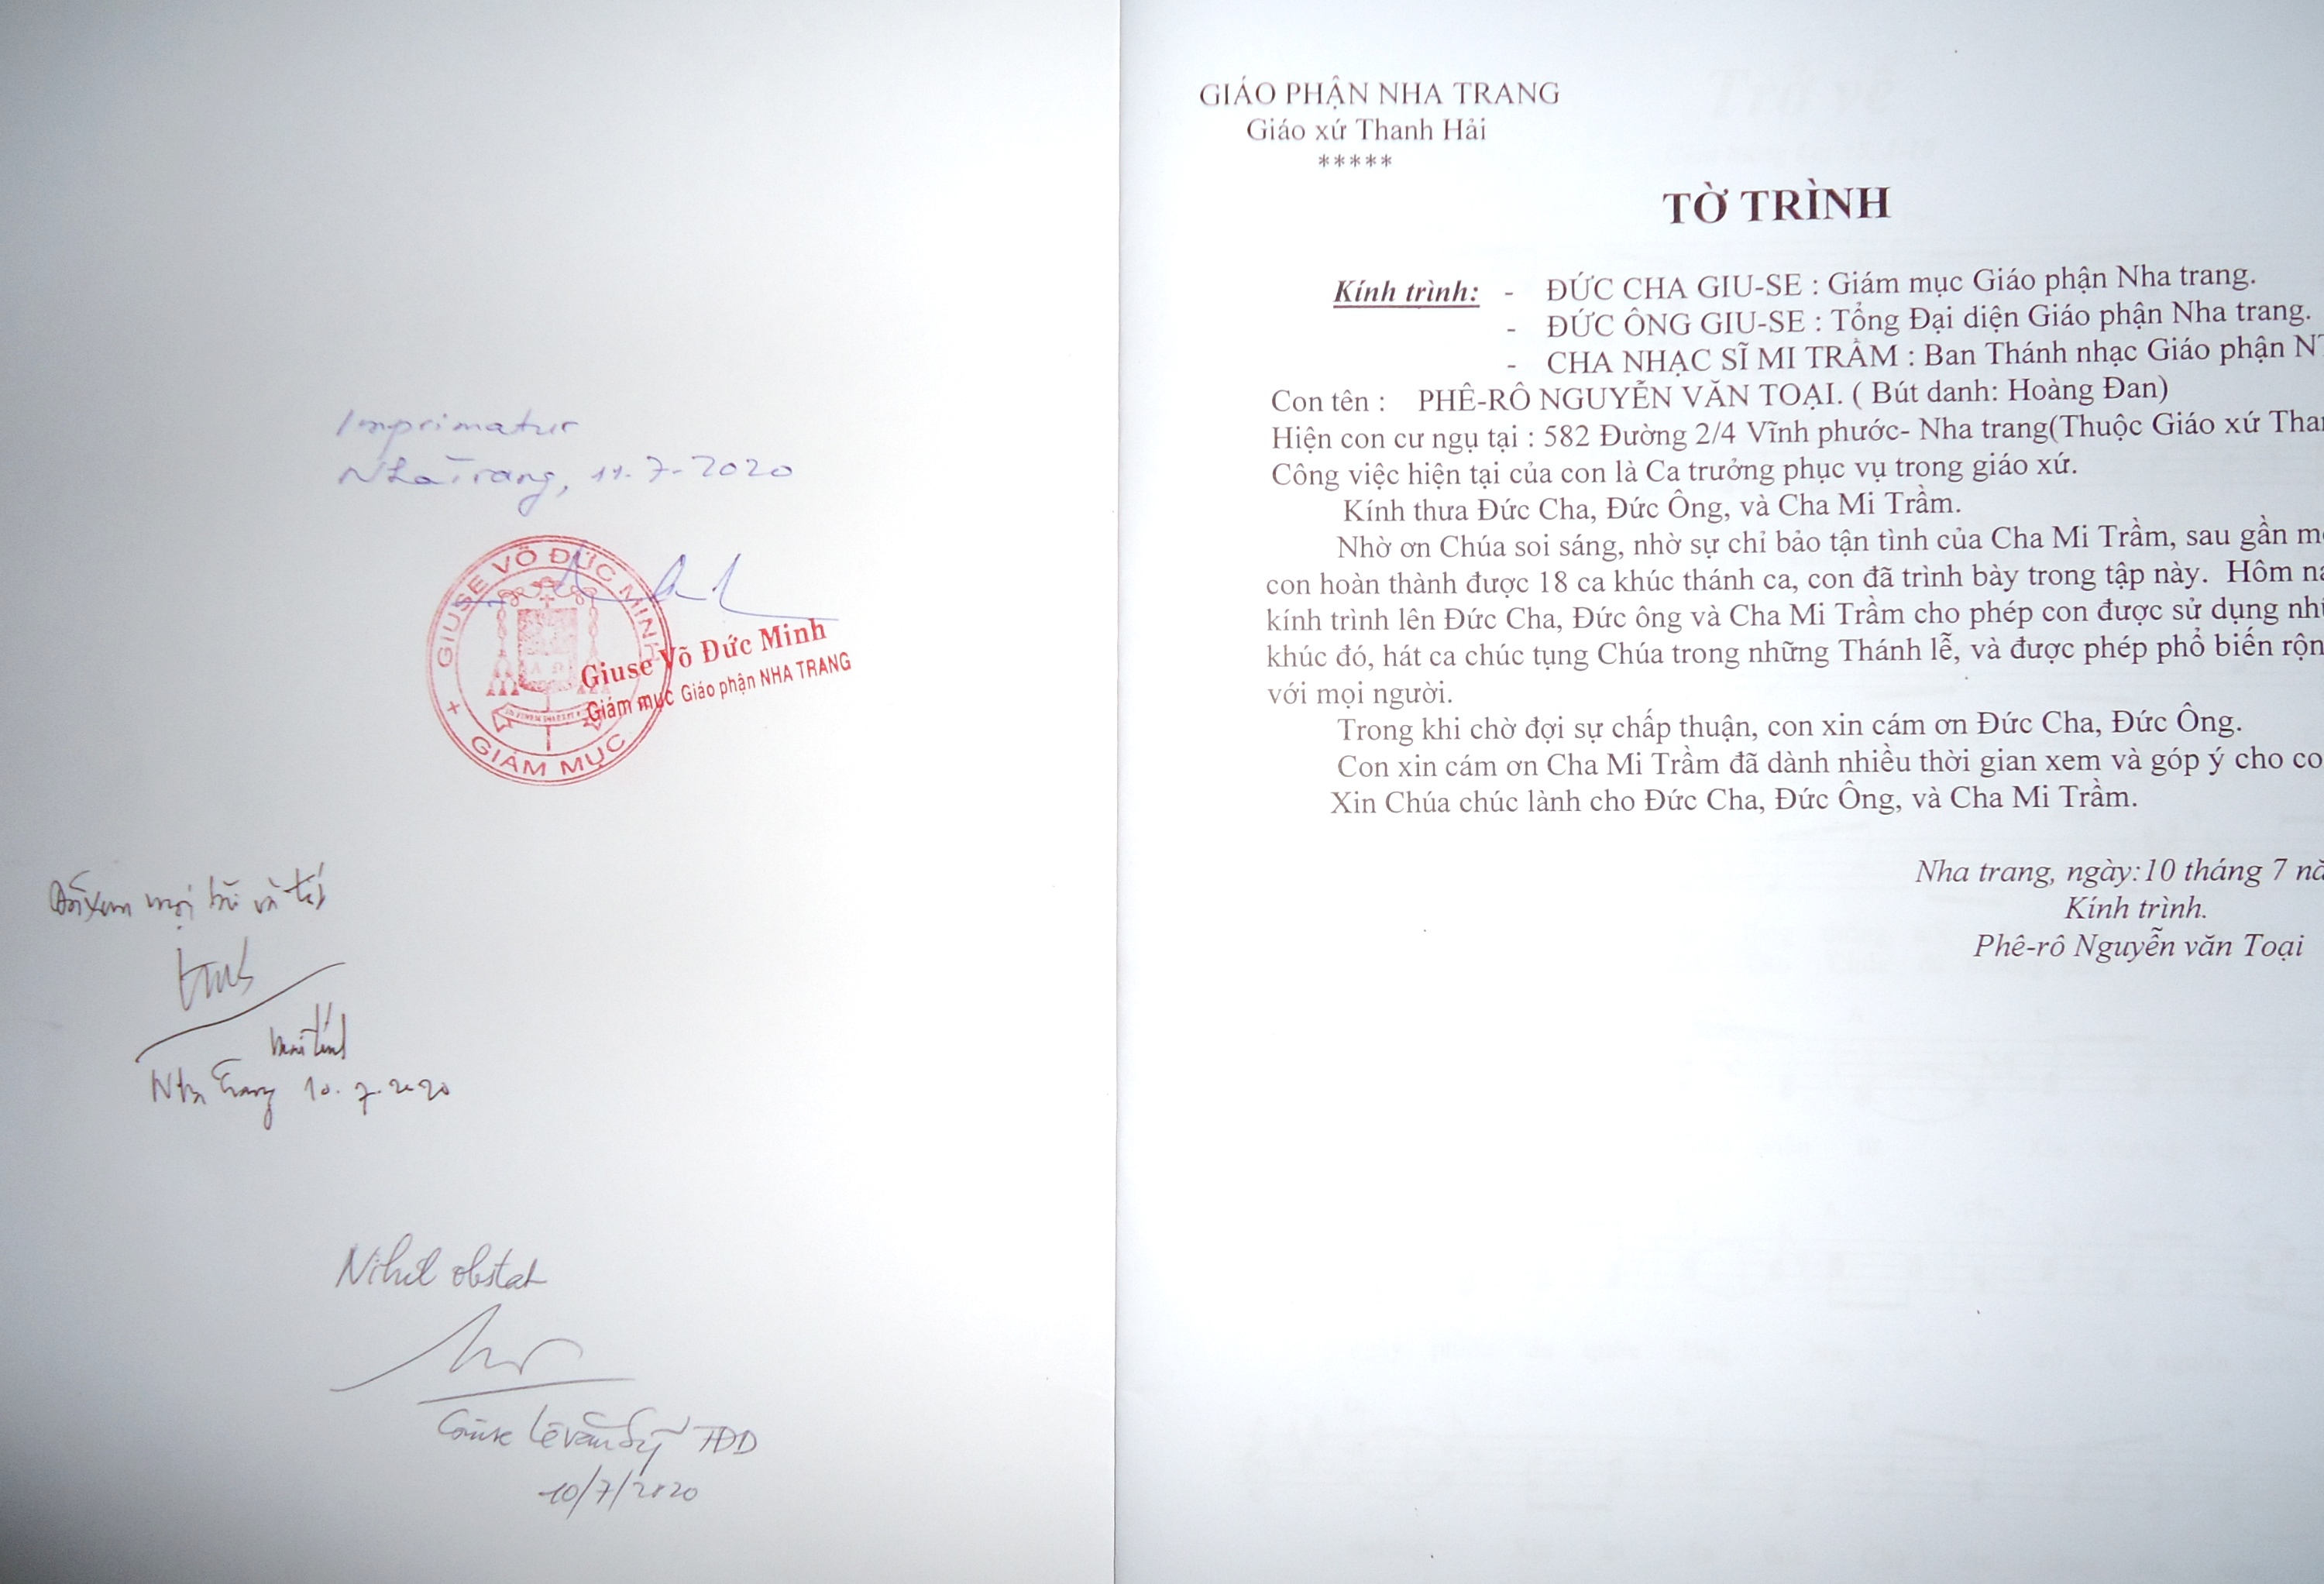 Imprimatur
Nha Trang, 11-7-2020
GIUSE VÕ ĐỨC MINH
+ GIÁM MỤC
Giuse Võ Đức Minh
Giám mục Giáo phận NHA TRANG
Đã xem mọi bài và
Nha Trang 10.7.2020
Nihil obstat
Giuse Lê Văn Sỹ TĐD
10/7/2020
GIÁO PHẬN NHA TRANG
Giáo xứ Thanh Hải
*****
TỜ TRÌNH
Kính trình: - ĐỨC CHA GIU-SE : Giám mục Giáo phận Nha trang.
- ĐỨC ÔNG GIU-SE : Tổng Đại diện Giáo phận Nha trang.
- CHA NHẠC SĨ MI TRẦM : Ban Thánh nhạc Giáo phận NT
Con tên : PHÊ-RÔ NGUYỄN VĂN TOẠI. ( Bút danh: Hoàng Đan)
Hiện con cư ngụ tại : 582 Đường 2/4 Vĩnh phước- Nha trang(Thuộc Giáo xứ Than
Công việc hiện tại của con là Ca trưởng phục vụ trong giáo xứ.
Kính thưa Đức Cha, Đức Ông, và Cha Mi Trầm.
Nhờ ơn Chúa soi sáng, nhờ sự chỉ bảo tận tình của Cha Mi Trầm, sau gần m
con hoàn thành được 18 ca khúc thánh ca, con đã trình bày trong tập này. Hôm na
kính trình lên Đức Cha, Đức ông và Cha Mi Trầm cho phép con được sử dụng nh
khúc đó, hát ca chúc tụng Chúa trong những Thánh lễ, và được phép phổ biến rộn
với mọi người.
Trong khi chờ đợi sự chấp thuận, con xin cám ơn Đức Cha, Đức Ông.
Con xin cám ơn Cha Mi Trầm đã dành nhiều thời gian xem và góp ý cho co
Xin Chúa chúc lành cho Đức Cha, Đức Ông, và Cha Mi Trầm.
Nha trang, ngày:10 tháng 7 nă
Kính trình.
Phê-rô Nguyễn văn Toại